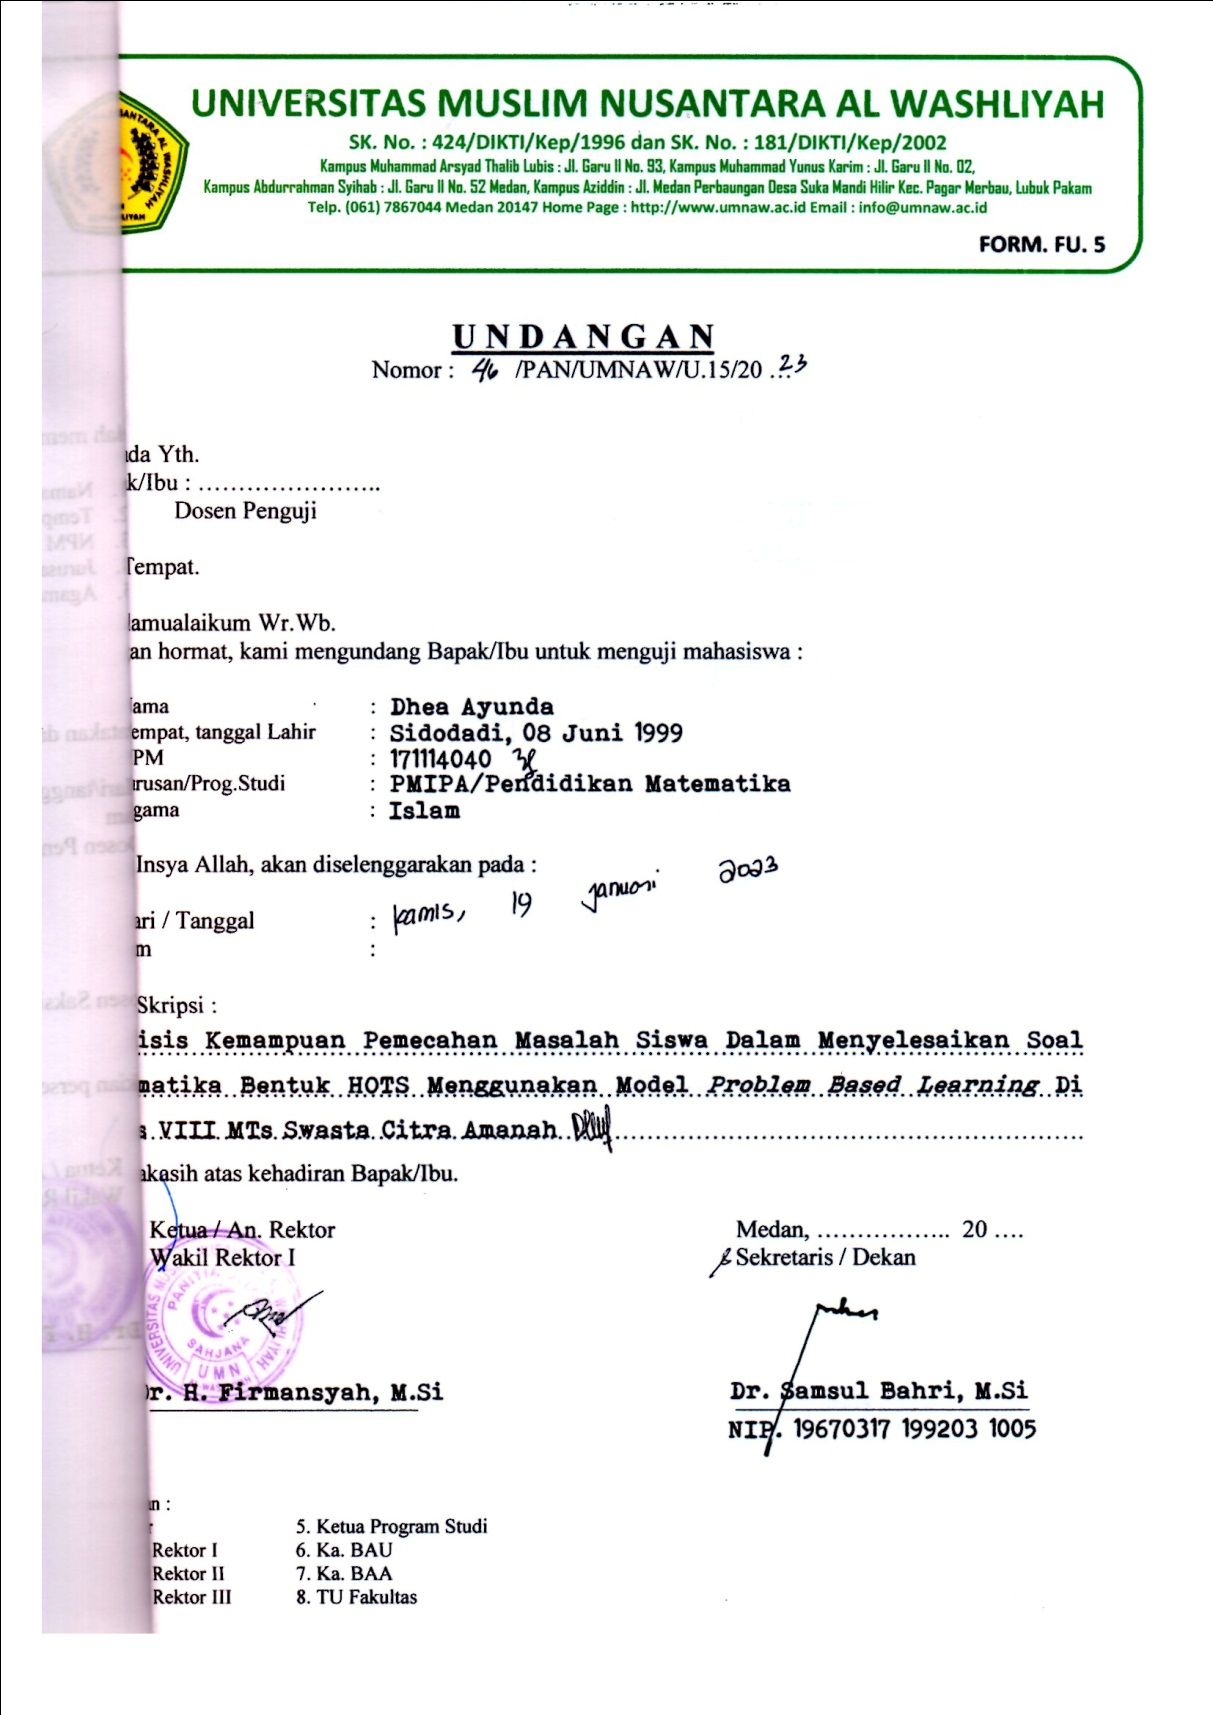 UNIVERSITAS MUSLIM NUSANTARA AL WASHLIYAH
SK. No. : 424/DIKTI/Kep/1996 dan SK. No. : 181/DIKTI/Kep/2002
Kampus Muhammad Arsyad Thalib Lubis : Jl. Garu II No. 93, Kampus Muhammad Yunus Karim : Jl. Garu II No. 02,
Kampus Abdurrahman Syihab : Jl. Garu II No. 52 Medan, Kampus Aziddin : Jl. Medan Perbaungan Desa Suka Mandi Hilir Kec. Pagar Merbau, Lubuk Pakam
Telp. (061) 7867044 Medan 20147 Home Page : http://www.umnaw.ac.id Email : info@umnaw.ac.id
FORM. FU. 5
UNDANGAN
Nomor : 46 /PAN/UMNAW/U.15/20 ...23
da Yth.
k/Ibu : .......................
Dosen Penguji
Tempat.
lamualaikum Wr.Wb.
an hormat, kami mengundang Bapak/Ibu untuk menguji mahasiswa :
ama : Dhea Ayunda
empat, tanggal Lahir : Sidodadi, 08 Juni 1999
PM : 171114040
rusan/Prog.Studi : PMIPA/Pendidikan Matematika
gama : Islam
Insya Allah, akan diselenggarakan pada :
ari / Tanggal : kamis, 19 januari 2023
m :
Skripsi :
isis Kemampuan Pemecahan Masalah Siswa Dalam Menyelesaikan Soal
matika Bentuk HOTS Menggunakan Model Problem Based Learning Di
s VIII MTs Swasta Citra Amanah
akasih atas kehadiran Bapak/Ibu.
Ketua / An. Rektor
Wakil Rektor I
Medan, ................. 20 ....
Sekretaris / Dekan
PANITIA
SARJANA
UMN
Dr. H. Firmansyah, M.Si
Dr. Samsul Bahri, M.Si
NIP. 19670317 199203 1005
n :
r
Rektor I
Rektor II
Rektor III
5. Ketua Program Studi
6. Ka. BAU
7. Ka. BAA
8. TU Fakultas